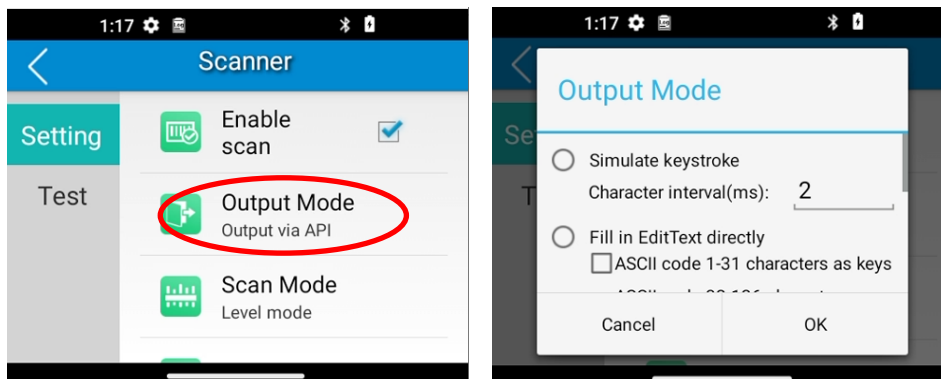 1:17
Scanner
Setting
Test
Enable
scan
Output Mode
Output via API
Scan Mode
Level mode
1:17
Output Mode
Simulate keystroke
Character interval(ms): 2
Fill in EditText directly
ASCII code 1-31 characters as keys
Cancel OK